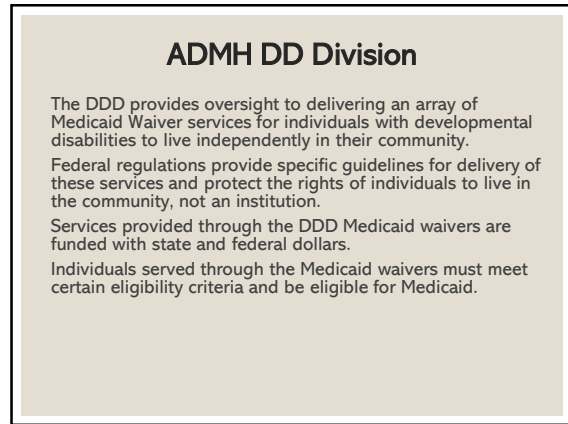 ADMH DD Division
The DDD provides oversight to delivering an array of
Medicaid Waiver services for individuals with developmental
disabilities to live independently in their community.
Federal regulations provide specific guidelines for delivery of
these services and protect the rights of individuals to live in
the community, not an institution.
Services provided through the DDD Medicaid waivers are
funded with state and federal dollars.
Individuals served through the Medicaid waivers must meet
certain eligibility criteria and be eligible for Medicaid.